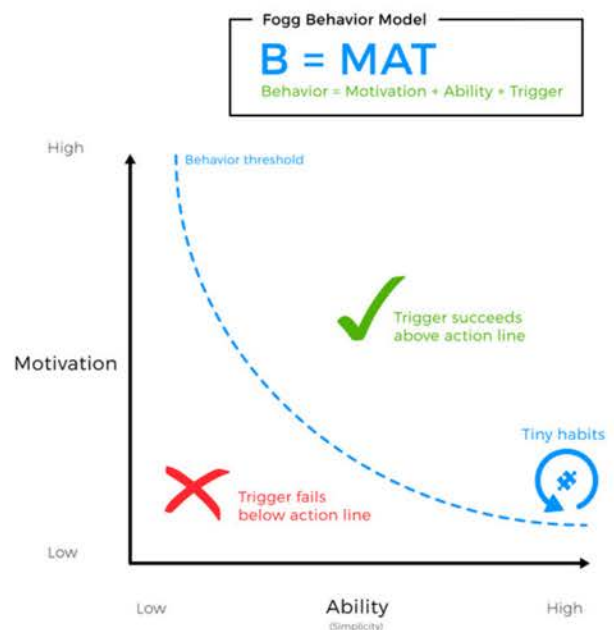 Fogg Behavior Model
B = MAT
Behavior = Motivation + Ability + Trigger
High
Behavior threshold
Trigger succeeds
above action line
Motivation
Tiny habits
Trigger fails
below action line
Low
Low
Ability
High
(Simplicity)